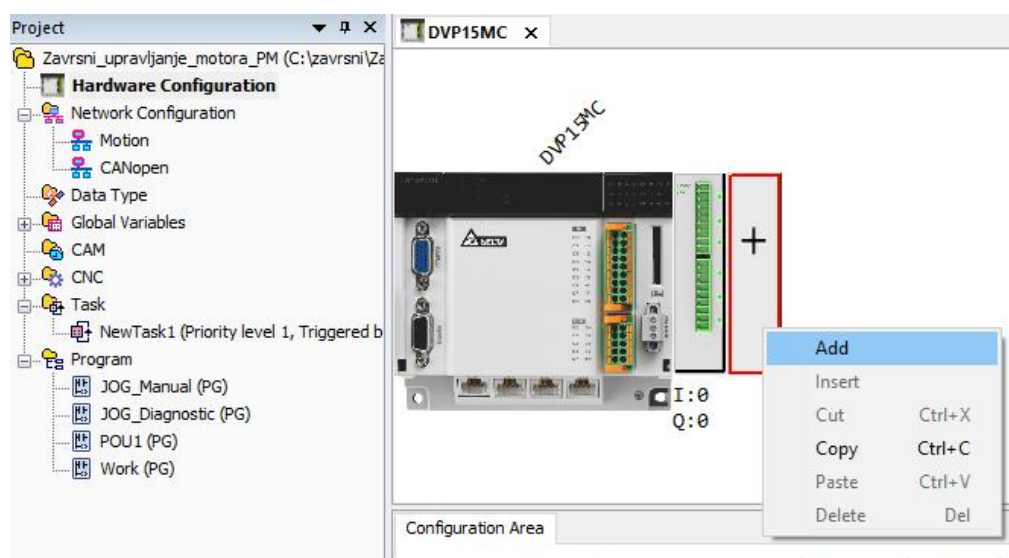 Project
DVP15MC
Zavrsni_upravljanje_motora_PM (C:\zavrsni\Za
Hardware Configuration
Network Configuration
Motion
CANopen
Data Type
Global Variables
CAM
CNC
Task
NewTask1 (Priority level 1, Triggered b
Program
JOG_Manual (PG)
JOG_Diagnostic (PG)
POU1 (PG)
Work (PG)
DVP15MC
DELTA
I:0
Q:0
Add
Insert
Cut Ctrl+X
Copy Ctrl+C
Paste Ctrl+V
Delete Del
Configuration Area